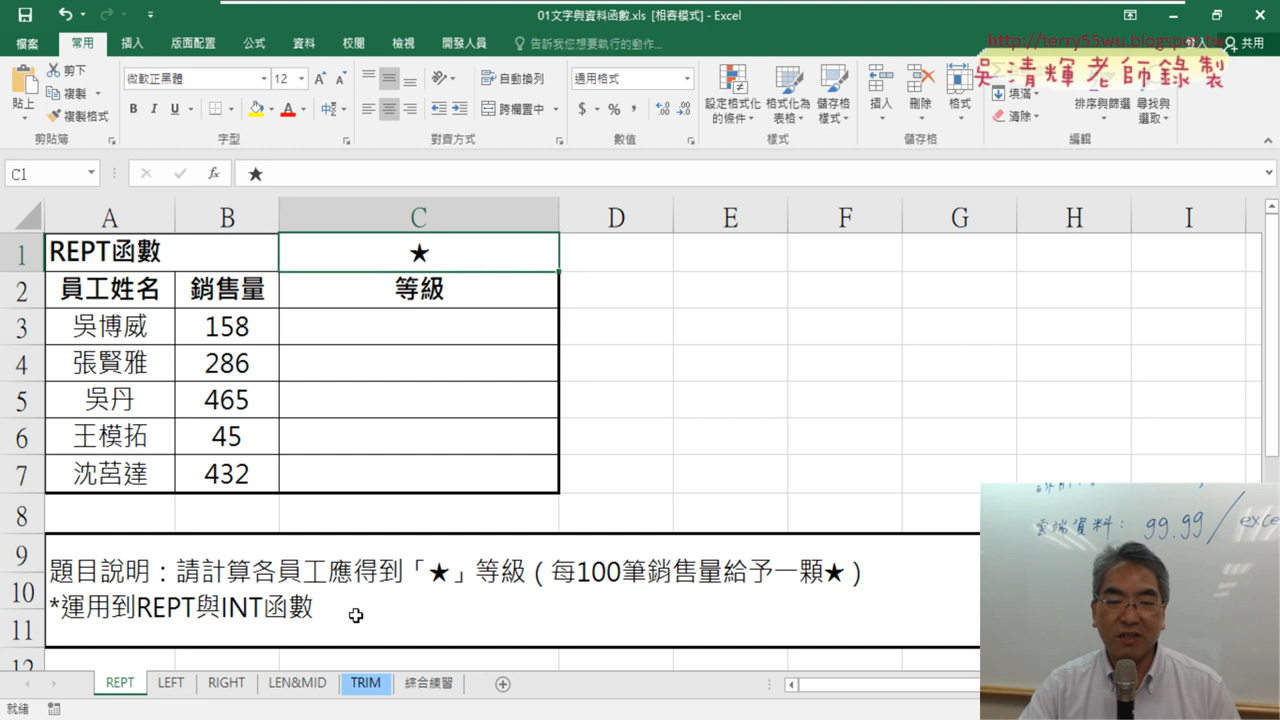 01文字與資料函數.xls [相容模式] - Excel
檔案 常用 插入 版面配置 公式 資料 校閱 檢視 開發人員 告訴我您想要執行的動作... 登入 共用
http://terry55wu.blogspot.tw
吳清輝老師錄製
貼上 剪下 複製 複製格式
微軟正黑體 12
B I U A 中
自動換列
跨欄置中
通用格式
$ % ,
設定格式化的條件 格式化為表格 儲存格樣式
插入 刪除 格式
填滿
清除
排序與篩選 尋找與選取
剪貼簿 字型 對齊方式 數值 樣式 儲存格 編輯
C1 fx ★
A B C D E F G H I
1 REPT函數 ★
2 員工姓名 銷售量 等級
3 吳博威 158
4 張賢雅 286
5 吳丹 465
6 王模拓 45
7 沈莒達 432
8
9
題目說明：請計算各員工應得到「★」等級（每100筆銷售量給予一顆★）
10
*運用到REPT與INT函數
11
12
雲端資料： 99.99/exce
REPT LEFT RIGHT LEN&MID TRIM 綜合練習
就緒